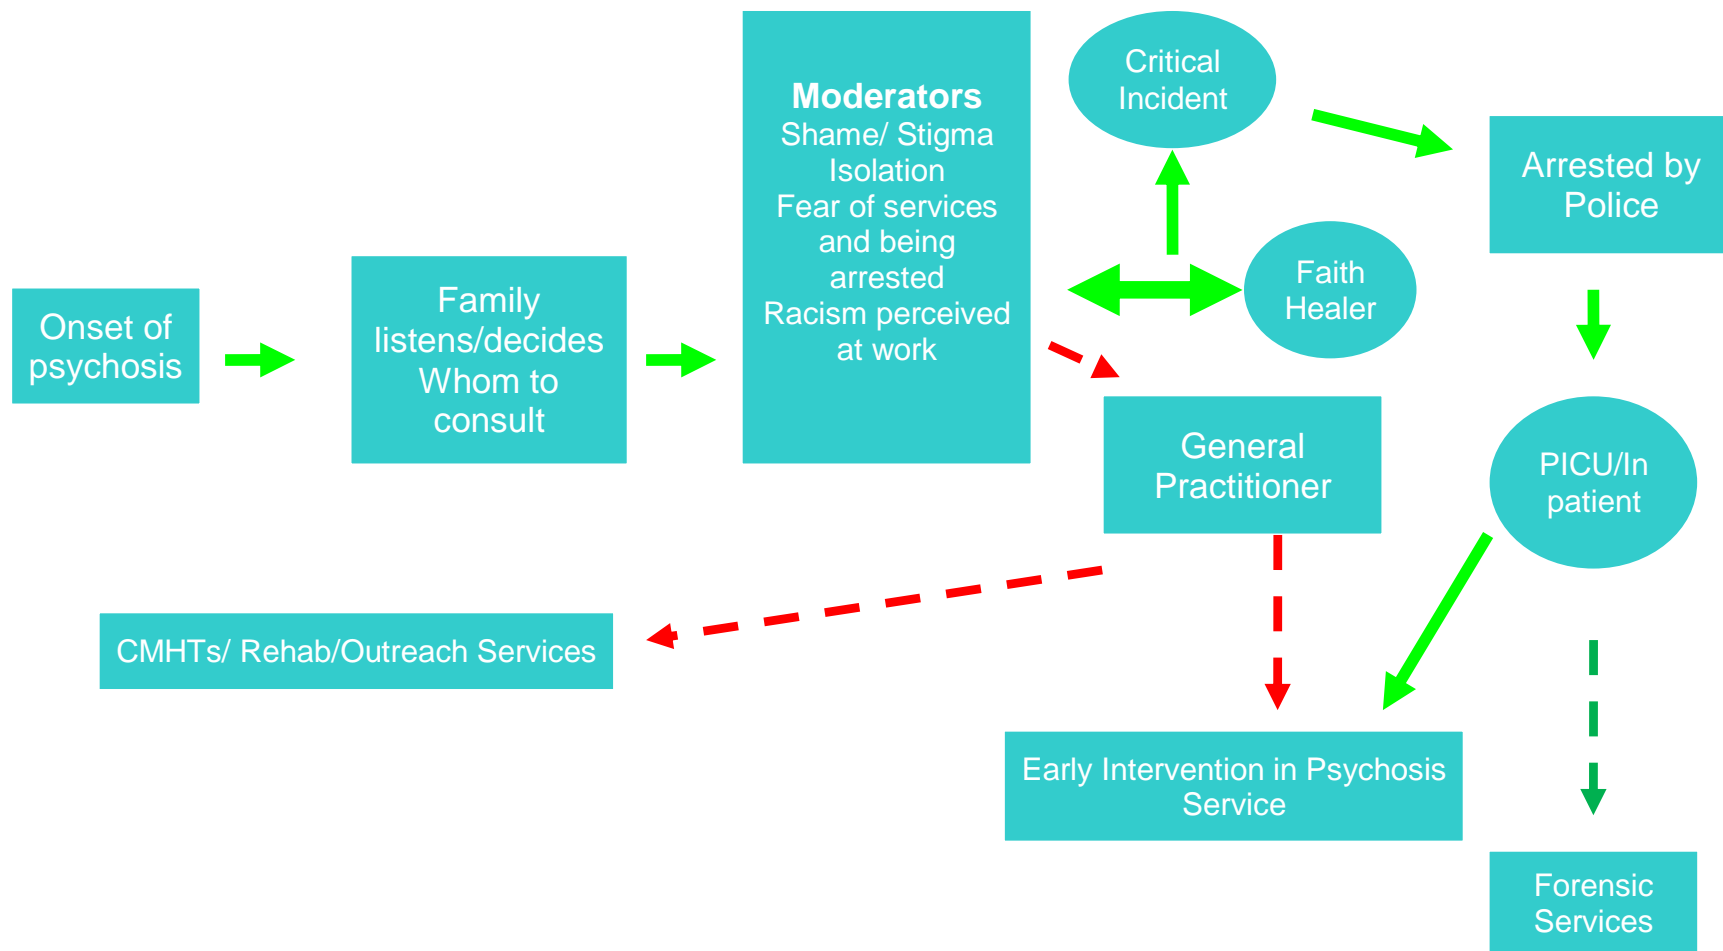 Onset of
psychosis
Family
listens/decides
Whom to
consult
Moderators
Shame/ Stigma
Isolation
Fear of services
and being
arrested
Racism perceived
at work
Critical
Incident
Faith
Healer
Arrested by
Police
General
Practitioner
PICU/In
patient
CMHTs/ Rehab/Outreach Services
Early Intervention in Psychosis
Service
Forensic
Services